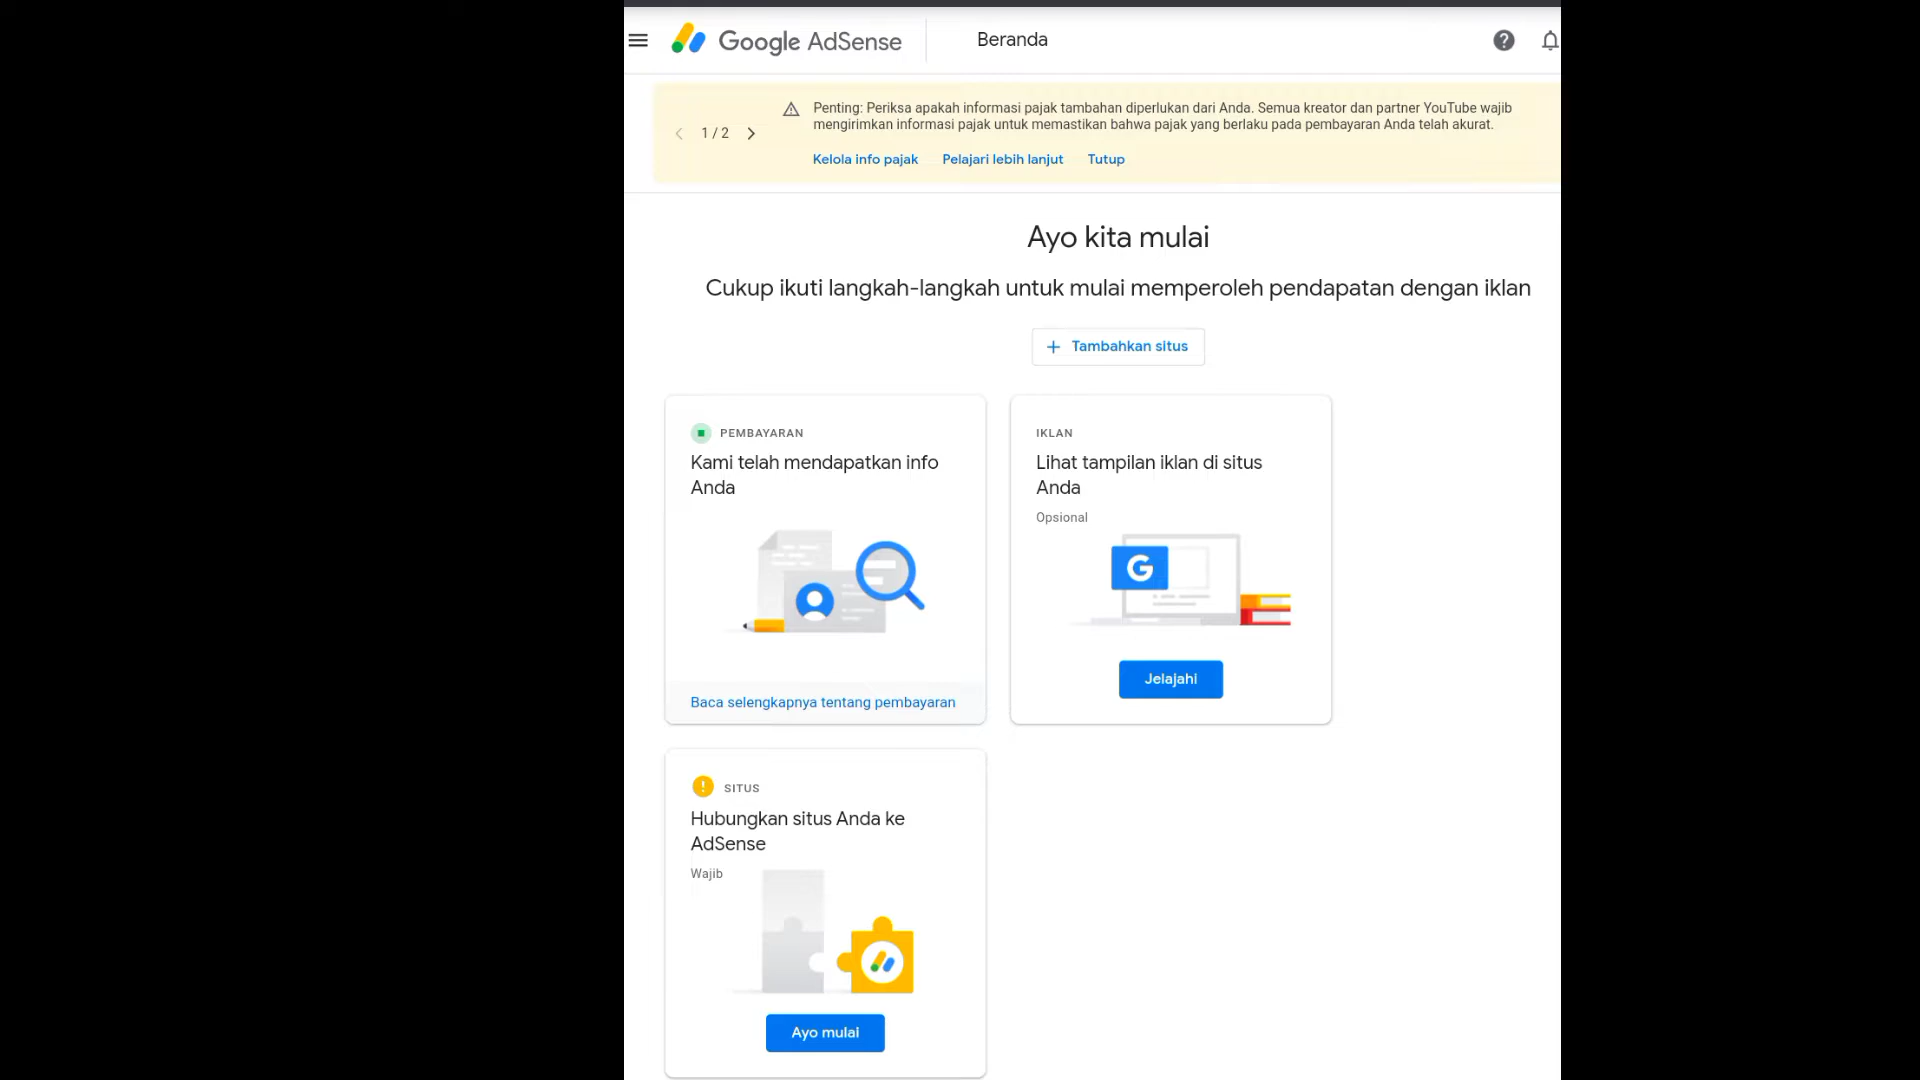 Google AdSense
Beranda
Penting: Periksa apakah informasi pajak tambahan diperlukan dari Anda. Semua kreator dan partner YouTube wajib
mengirimkan informasi pajak untuk memastikan bahwa pajak yang berlaku pada pembayaran Anda telah akurat.
1 / 2
Kelola info pajak Pelajari lebih lanjut Tutup
Ayo kita mulai
Cukup ikuti langkah-langkah untuk mulai memperoleh pendapatan dengan iklan
+ Tambahkan situs
PEMBAYARAN
Kami telah mendapatkan info
Anda
Baca selengkapnya tentang pembayaran
IKLAN
Lihat tampilan iklan di situs
Anda
Opsional
G
Jelajahi
! SITUS
Hubungkan situs Anda ke
AdSense
Wajib
Ayo mulai